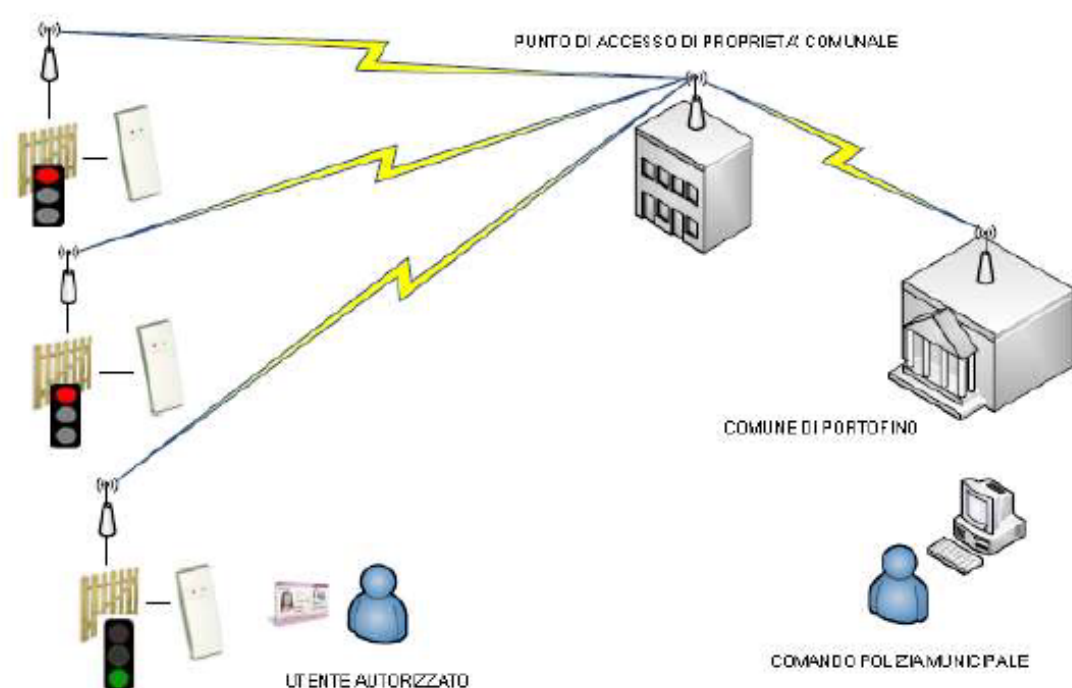 PUNTO DI ACCESSO DI PROPRIETA' COMUNALE
COMUNE DI PORTOFINO
COMANDO POLIZIA MUNICIPALE
UTENTE AUTORIZZATO